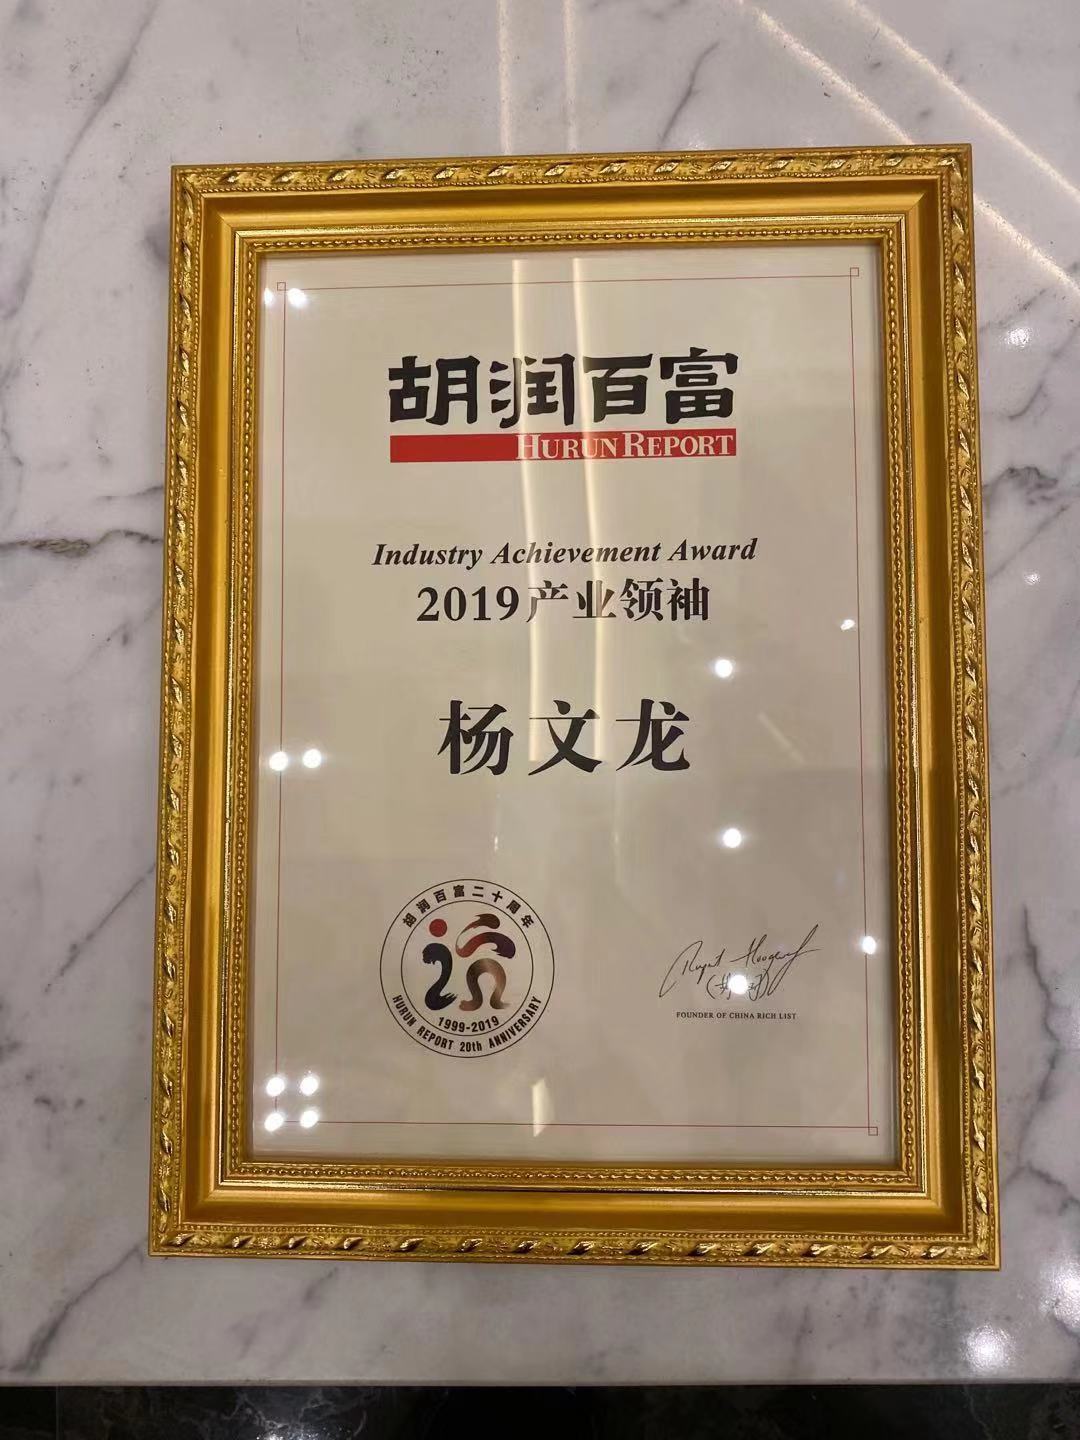 胡润百富
HURUN REPORT
Industry Achievement Award
2019产业领袖
杨文龙
胡润百富二十周年
1999-2019
HURUN REPORT 20th ANNIVERSARY
FOUNDER OF CHINA RICH LIST